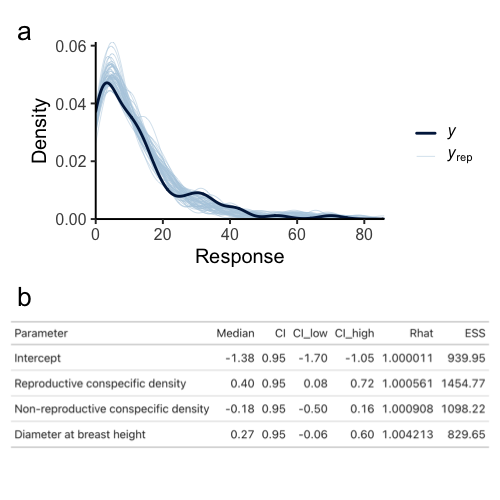 a
0.06
0.04
0.02
0.00
Density
0 20 40 60 80
Response
y
yrep
b
Parameter Median CI CI_low CI_high Rhat ESS
Intercept -1.38 0.95 -1.70 -1.05 1.000011 939.95
Reproductive conspecific density 0.40 0.95 0.08 0.72 1.000561 1454.77
Non-reproductive conspecific density -0.18 0.95 -0.50 0.16 1.000908 1098.22
Diameter at breast height 0.27 0.95 -0.06 0.60 1.004213 829.65